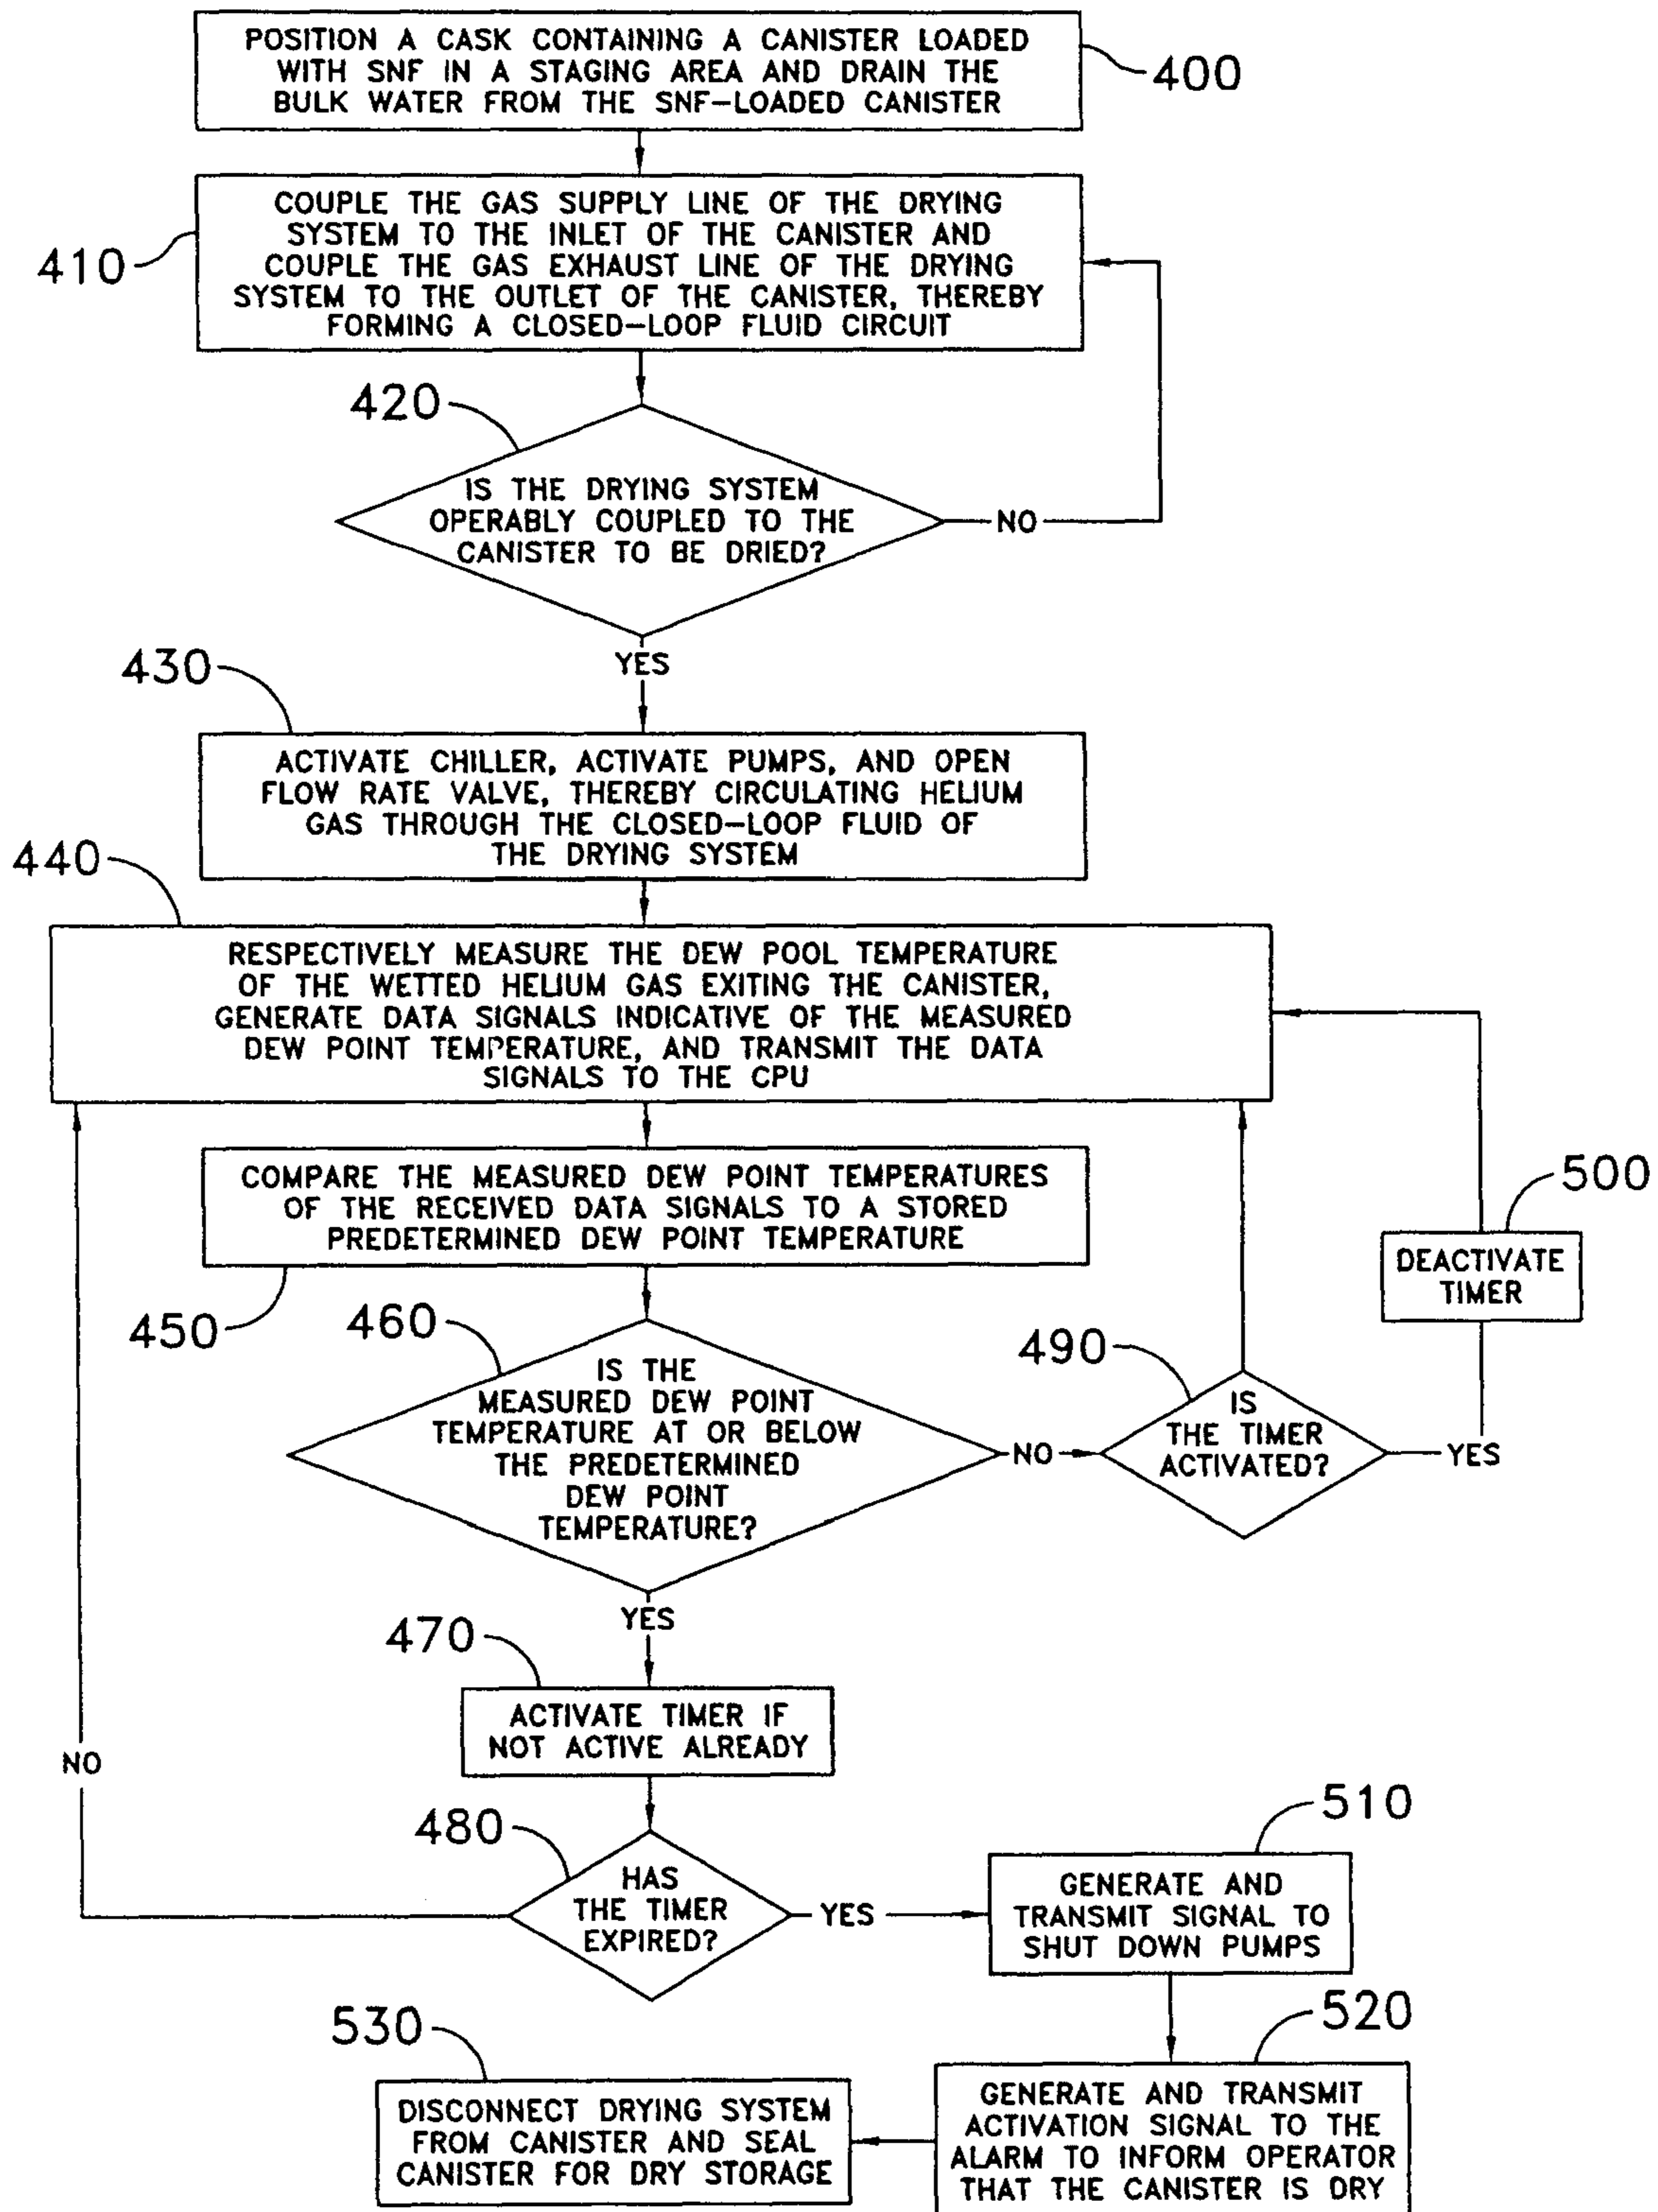 POSITION A CASK CONTAINING A CANISTER LOADED
WITH SNF IN A STAGING AREA AND DRAIN THE
BULK WATER FROM THE SNF-LOADED CANISTER
400
COUPLE THE GAS SUPPLY LINE OF THE DRYING
SYSTEM TO THE INLET OF THE CANISTER AND
COUPLE THE GAS EXHAUST LINE OF THE DRYING
SYSTEM TO THE OUTLET OF THE CANISTER, THEREBY
FORMING A CLOSED-LOOP FLUID CIRCUIT
410
420
IS THE DRYING SYSTEM
OPERABLY COUPLED TO THE
CANISTER TO BE DRIED?
NO
YES
430
ACTIVATE CHILLER, ACTIVATE PUMPS, AND OPEN
FLOW RATE VALVE, THEREBY CIRCULATING HELIUM
GAS THROUGH THE CLOSED-LOOP FLUID OF
THE DRYING SYSTEM
440
RESPECTIVELY MEASURE THE DEW POOL TEMPERATURE
OF THE WETTED HELIUM GAS EXITING THE CANISTER,
GENERATE DATA SIGNALS INDICATIVE OF THE MEASURED
DEW POINT TEMPERATURE, AND TRANSMIT THE DATA
SIGNALS TO THE CPU
COMPARE THE MEASURED DEW POINT TEMPERATURES
OF THE RECEIVED DATA SIGNALS TO A STORED
PREDETERMINED DEW POINT TEMPERATURE
450
500
DEACTIVATE
TIMER
460
IS THE
MEASURED DEW POINT
TEMPERATURE AT OR BELOW
THE PREDETERMINED
DEW POINT
TEMPERATURE?
NO
490
IS
THE TIMER
ACTIVATED?
YES
YES
470
ACTIVATE TIMER IF
NOT ACTIVE ALREADY
NO
480
HAS
THE TIMER
EXPIRED?
YES
510
GENERATE AND
TRANSMIT SIGNAL TO
SHUT DOWN PUMPS
520
GENERATE AND TRANSMIT
ACTIVATION SIGNAL TO THE
ALARM TO INFORM OPERATOR
THAT THE CANISTER IS DRY
530
DISCONNECT DRYING SYSTEM
FROM CANISTER AND SEAL
CANISTER FOR DRY STORAGE